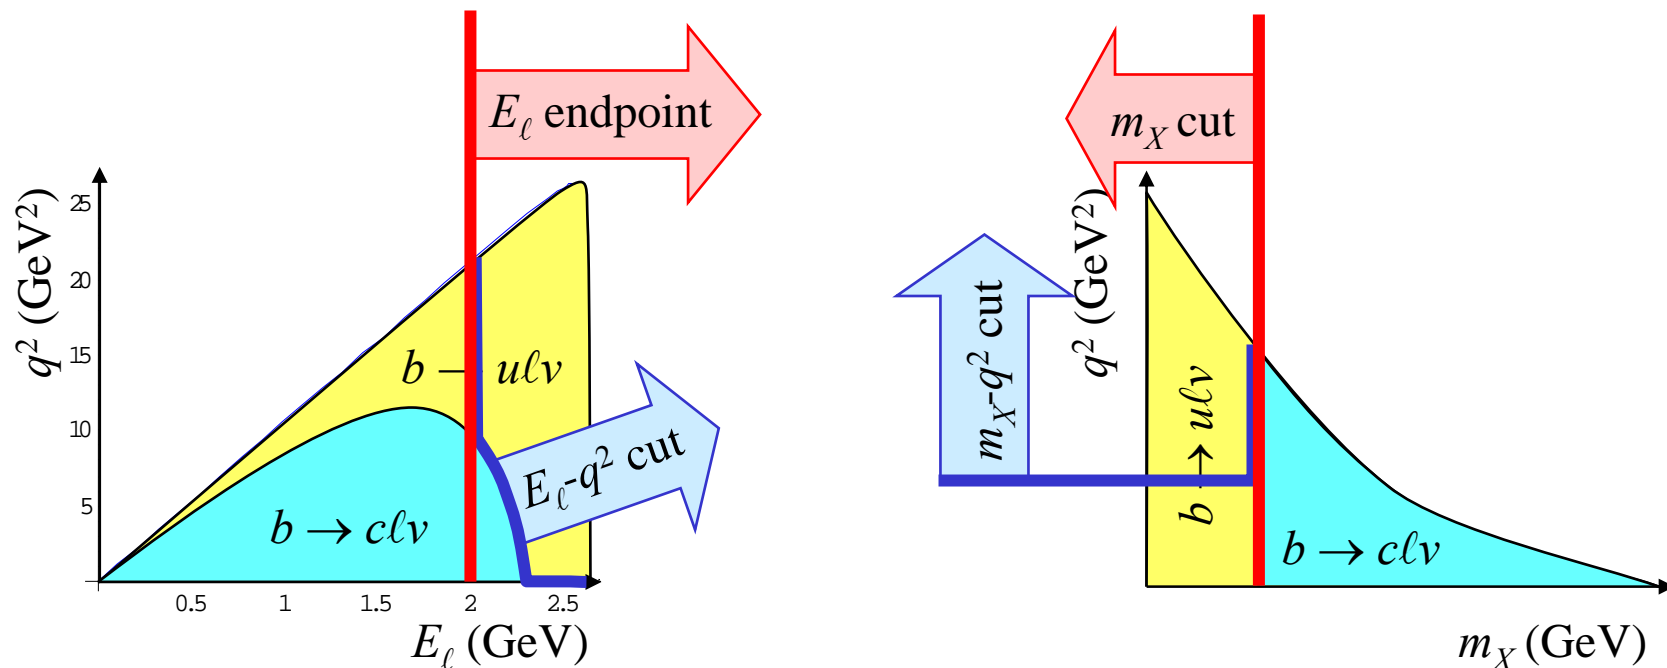 E_ℓ endpoint
q² (GeV²)
25
20
15
10
5
b → uℓν
E_ℓ-q² cut
b → cℓν
0.5 1 1.5 2 2.5
E_ℓ (GeV)
m_X cut
q² (GeV²)
m_X-q² cut
b → uℓν
b → cℓν
m_X (GeV)